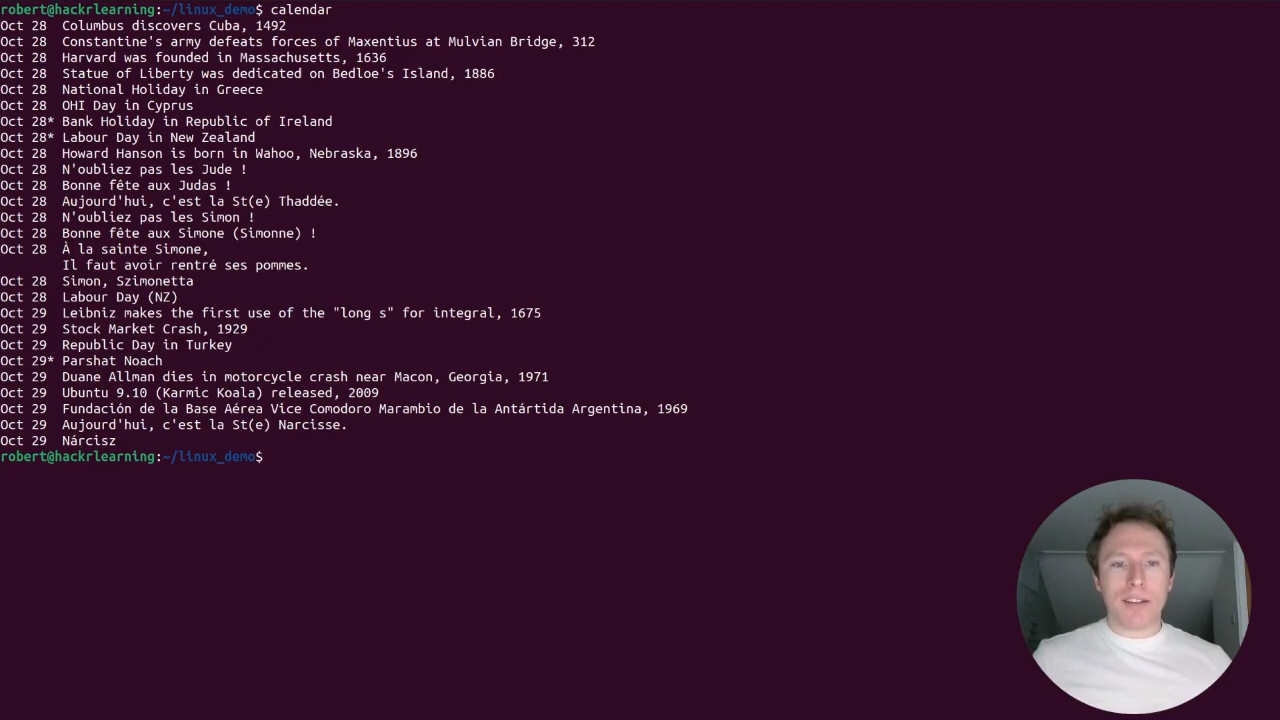 robert@hackrlearning:~/linux_demo$ calendar
Oct 28  Columbus discovers Cuba, 1492
Oct 28  Constantine's army defeats forces of Maxentius at Mulvian Bridge, 312
Oct 28  Harvard was founded in Massachusetts, 1636
Oct 28  Statue of Liberty was dedicated on Bedloe's Island, 1886
Oct 28  National Holiday in Greece
Oct 28  OHI Day in Cyprus
Oct 28* Bank Holiday in Republic of Ireland
Oct 28* Labour Day in New Zealand
Oct 28  Howard Hanson is born in Wahoo, Nebraska, 1896
Oct 28  N'oubliez pas les Jude !
Oct 28  Bonne fête aux Judas !
Oct 28  Aujourd'hui, c'est la St(e) Thaddée.
Oct 28  N'oubliez pas les Simon !
Oct 28  Bonne fête aux Simone (Simonne) !
Oct 28  À la sainte Simone,
        Il faut avoir rentré ses pommes.
Oct 28  Simon, Szimonetta
Oct 28  Labour Day (NZ)
Oct 29  Leibniz makes the first use of the "long s" for integral, 1675
Oct 29  Stock Market Crash, 1929
Oct 29  Republic Day in Turkey
Oct 29* Parshat Noach
Oct 29  Duane Allman dies in motorcycle crash near Macon, Georgia, 1971
Oct 29  Ubuntu 9.10 (Karmic Koala) released, 2009
Oct 29  Fundación de la Base Aérea Vice Comodoro Marambio de la Antártida Argentina, 1969
Oct 29  Aujourd'hui, c'est la St(e) Narcisse.
Oct 29  Nárcisz
robert@hackrlearning:~/linux_demo$